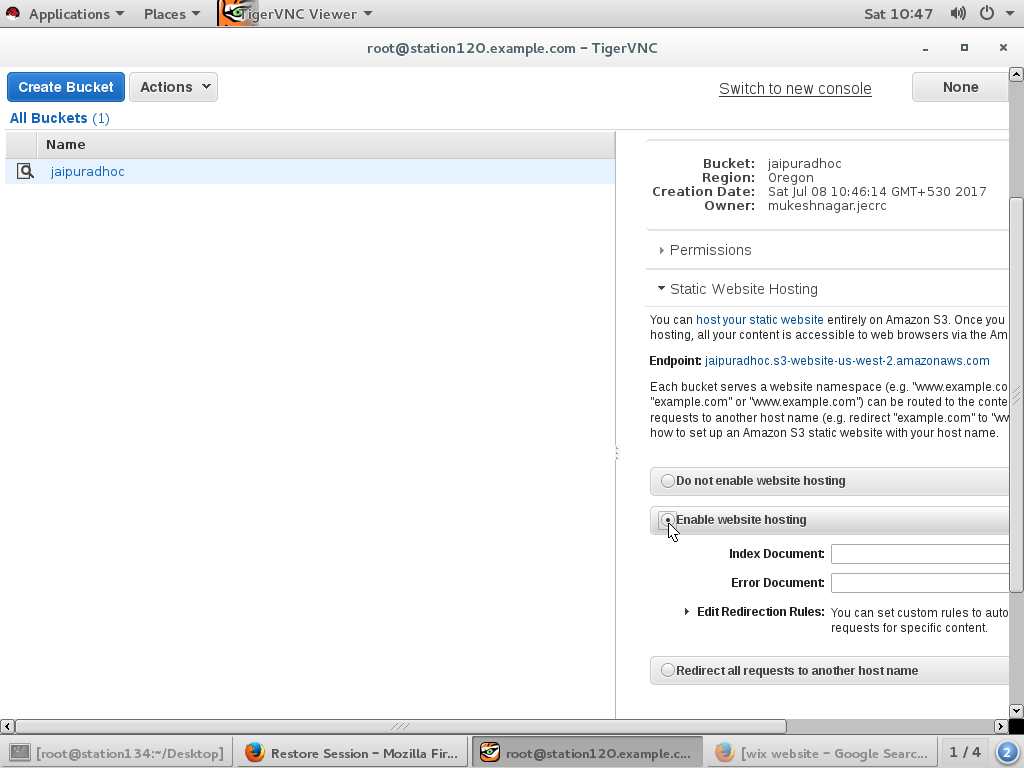 Applications Places TigerVNC Viewer Sat 10:47
root@station120.example.com − TigerVNC
Create Bucket Actions Switch to new console None
All Buckets (1)
Name
jaipuradhoc
Bucket: jaipuradhoc
Region: Oregon
Creation Date: Sat Jul 08 10:46:14 GMT+530 2017
Owner: mukeshnagar.jecrc
Permissions
Static Website Hosting
You can host your static website entirely on Amazon S3. Once you
hosting, all your content is accessible to web browsers via the Am
Endpoint: jaipuradhoc.s3-website-us-west-2.amazonaws.com
Each bucket serves a website namespace (e.g. "www.example.co
"example.com" or "www.example.com") can be routed to the conte
requests to another host name (e.g. redirect "example.com" to "ww
how to set up an Amazon S3 static website with your host name.
Do not enable website hosting
Enable website hosting
Index Document:
Error Document:
Edit Redirection Rules: You can set custom rules to auto
requests for specific content.
Redirect all requests to another host name
[root@station134:~/Desktop] Restore Session − Mozilla Fir... root@station120.example.c... [wix website − Google Searc... 1 / 4 2